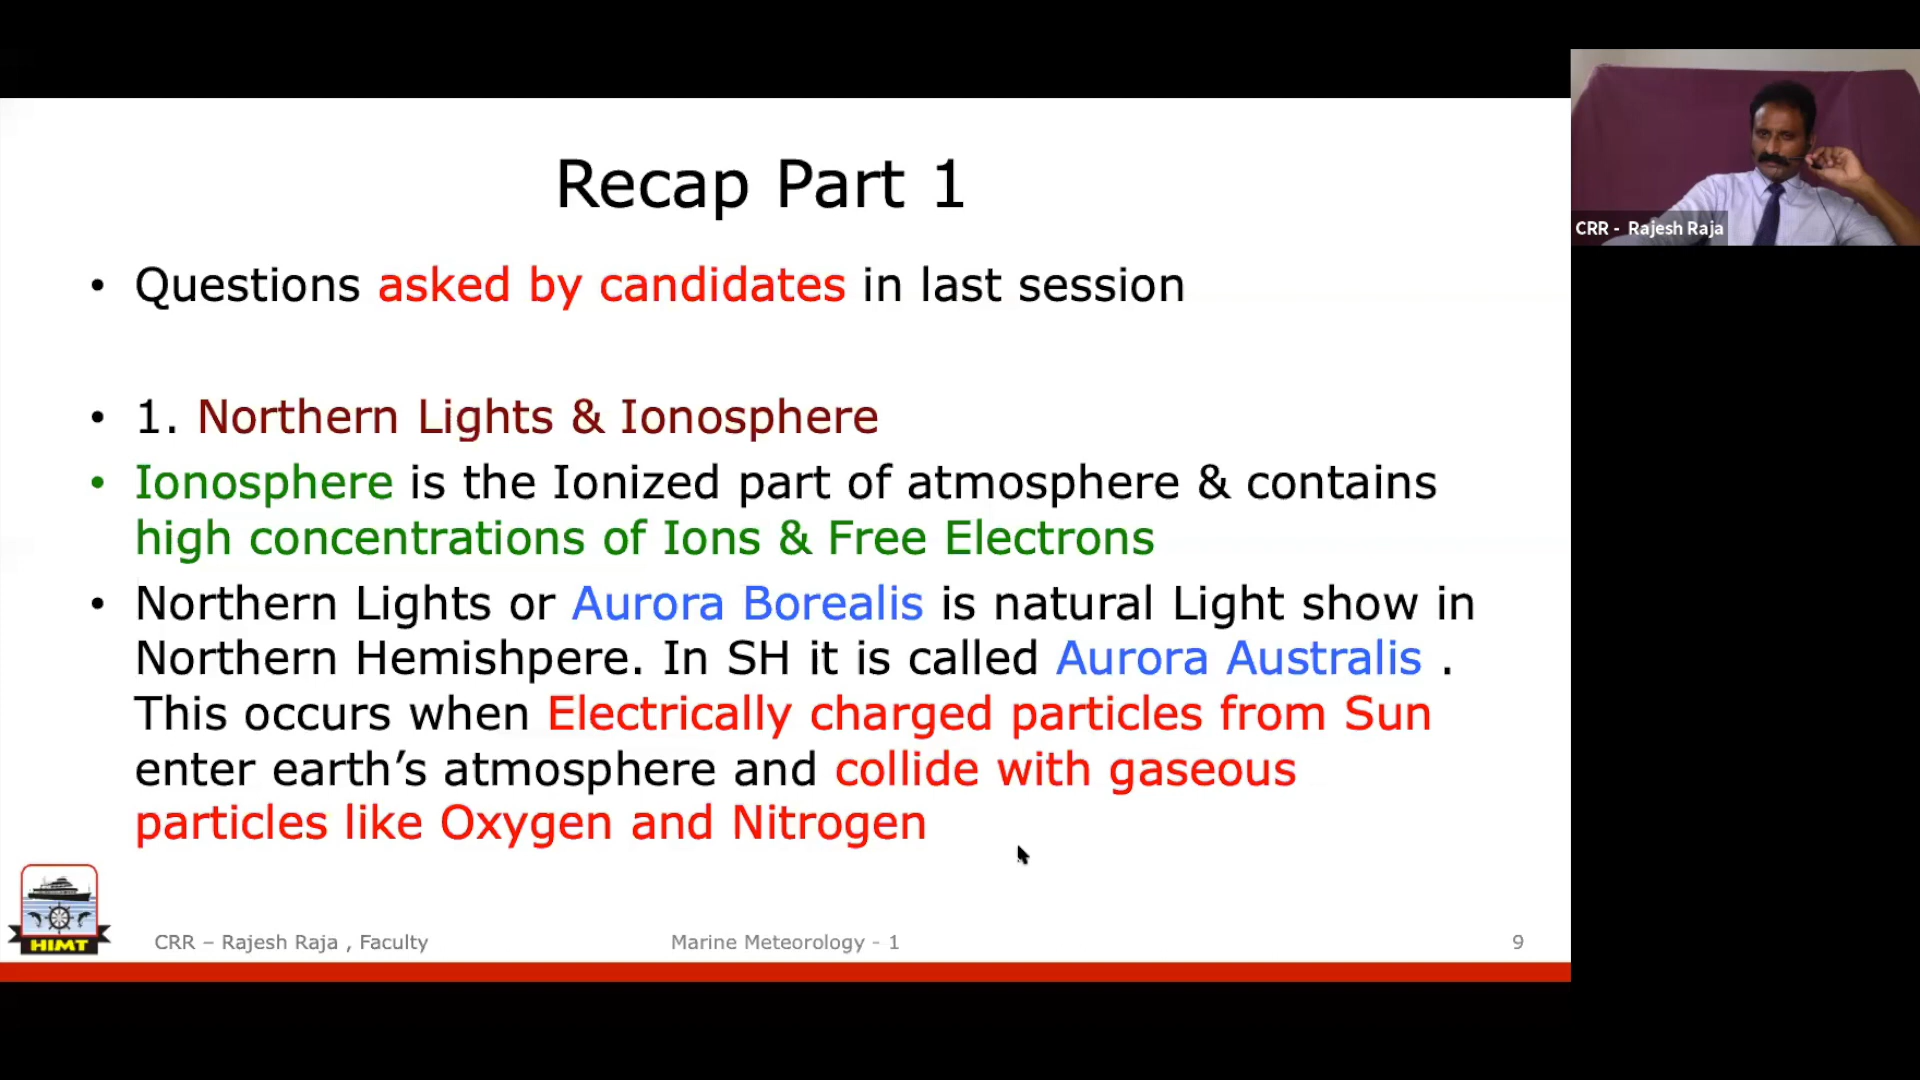 Recap Part 1
CRR - Rajesh Raja
• Questions asked by candidates in last session
• 1. Northern Lights & Ionosphere
• Ionosphere is the Ionized part of atmosphere & contains
high concentrations of Ions & Free Electrons
• Northern Lights or Aurora Borealis is natural Light show in
Northern Hemishpere. In SH it is called Aurora Australis .
This occurs when Electrically charged particles from Sun
enter earth’s atmosphere and collide with gaseous
particles like Oxygen and Nitrogen
HIMT
CRR – Rajesh Raja , Faculty
Marine Meteorology - 1
9